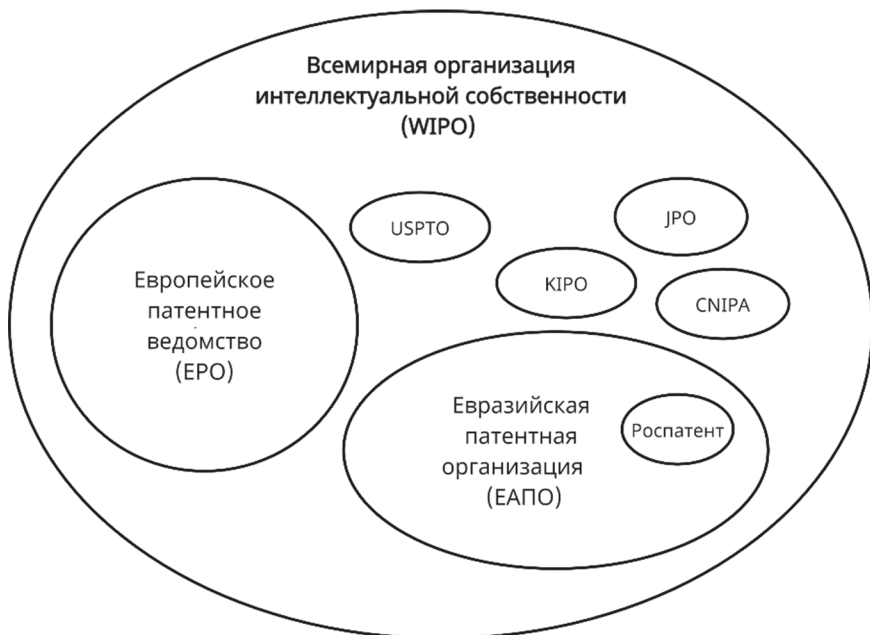 Всемирная организация
интеллектуальной собственности
(WIPO)
USPTO
JPO
KIPO
CNIPA
Европейское
патентное
ведомство
(EPO)
Евразийская
патентная
организация
(ЕАПО)
Роспатент